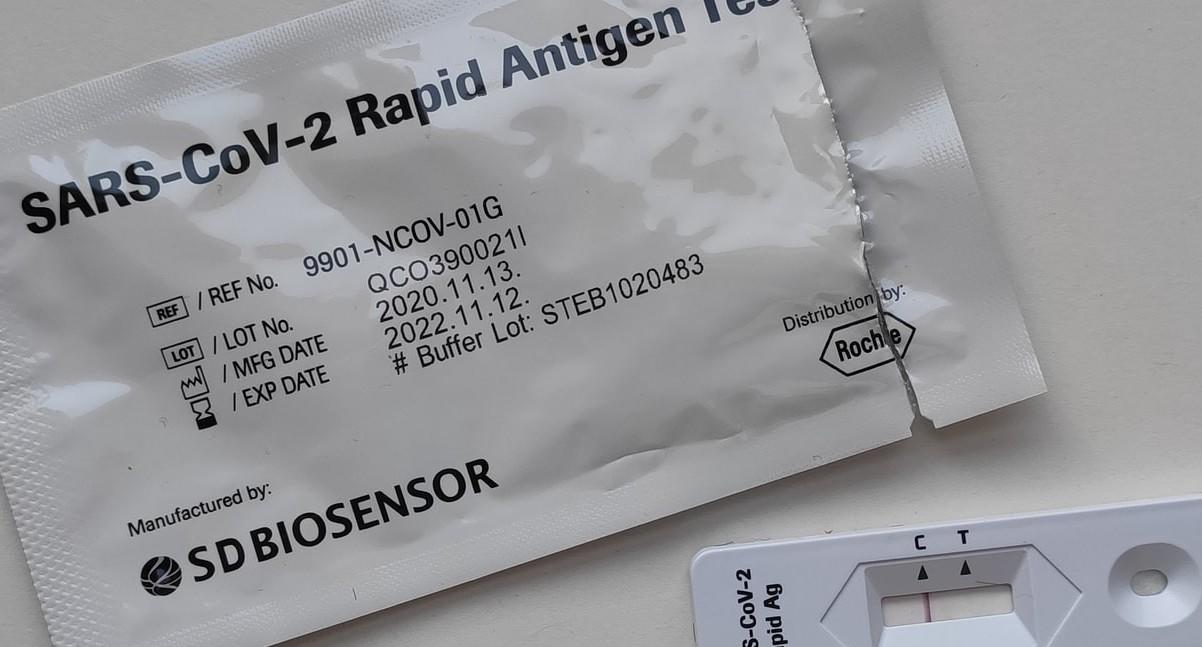 SARS-CoV-2 Rapid Antigen Tes
REF / REF No. 9901-NCOV-01G
LOT / LOT No. QCO390021I
/ MFG DATE 2020.11.13.
/ EXP DATE 2022.11.12.
# Buffer Lot: STEB1020483
Distribution by:
Roche
Manufactured by:
SD BIOSENSOR
C T
S-CoV-2
pid Ag